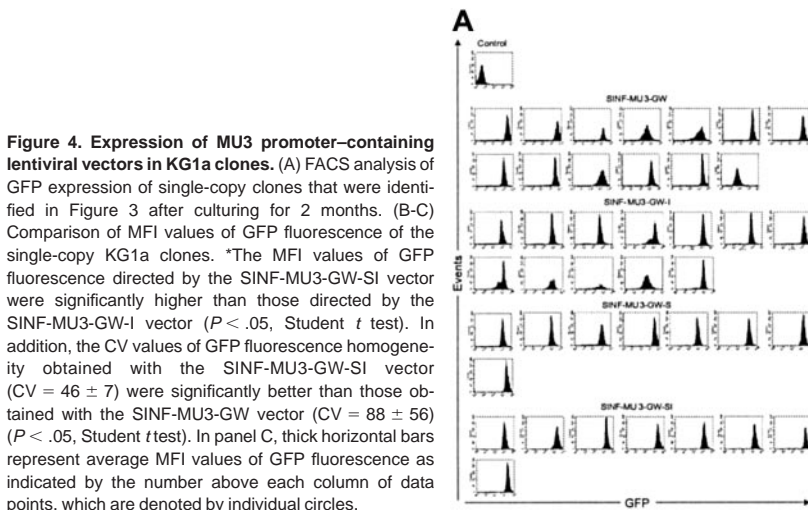 Figure 4. Expression of MU3 promoter–containing
lentiviral vectors in KG1a clones. (A) FACS analysis of
GFP expression of single-copy clones that were identi-
fied in Figure 3 after culturing for 2 months. (B-C)
Comparison of MFI values of GFP fluorescence of the
single-copy KG1a clones. *The MFI values of GFP
fluorescence directed by the SINF-MU3-GW-SI vector
were significantly higher than those directed by the
SINF-MU3-GW-I vector (P < .05, Student t test). In
addition, the CV values of GFP fluorescence homogene-
ity obtained with the SINF-MU3-GW-SI vector
(CV = 46 ± 7) were significantly better than those ob-
tained with the SINF-MU3-GW vector (CV = 88 ± 56)
(P < .05, Student t test). In panel C, thick horizontal bars
represent average MFI values of GFP fluorescence as
indicated by the number above each column of data
points, which are denoted by individual circles.
A
Control
SINF-MU3-GW
SINF-MU3-GW-I
SINF-MU3-GW-S
SINF-MU3-GW-SI
Events
GFP